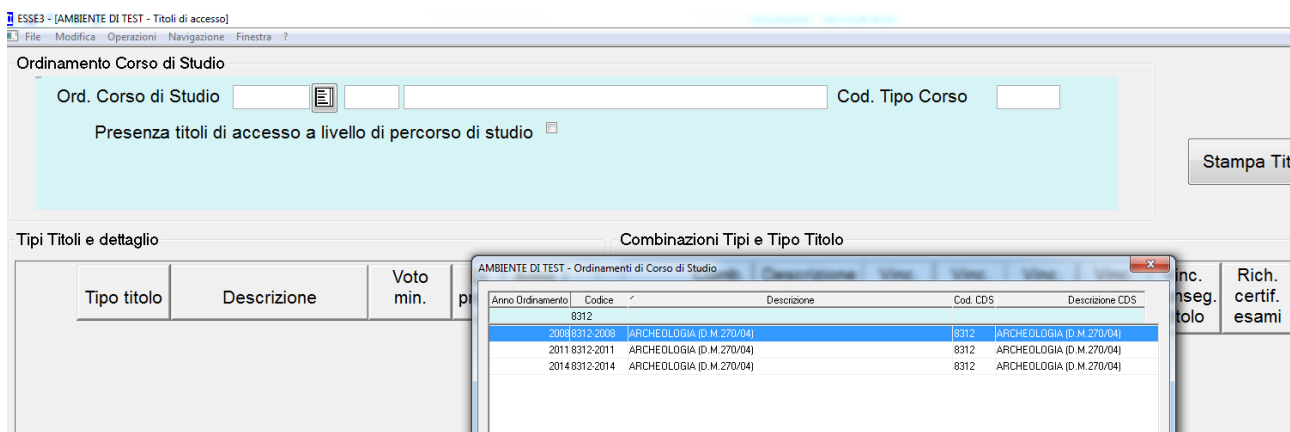 ESSE3 - [AMBIENTE DI TEST - Titoli di accesso]
File Modifica Operazioni Navigazione Finestra ?
Ordinamento Corso di Studio
Ord. Corso di Studio Cod. Tipo Corso
Presenza titoli di accesso a livello di percorso di studio
Stampa Tit
Tipi Titoli e dettaglio Combinazioni Tipi e Tipo Titolo
Tipo titolo Descrizione Voto min.
inc. nseg. tolo Rich. certif. esami
AMBIENTE DI TEST - Ordinamenti di Corso di Studio
Anno Ordinamento Codice Descrizione Cod. CDS Descrizione CDS
8312
2008 8312-2008 ARCHEOLOGIA (D.M.270/04) 8312 ARCHEOLOGIA (D.M.270/04)
2011 8312-2011 ARCHEOLOGIA (D.M.270/04) 8312 ARCHEOLOGIA (D.M.270/04)
2014 8312-2014 ARCHEOLOGIA (D.M.270/04) 8312 ARCHEOLOGIA (D.M.270/04)